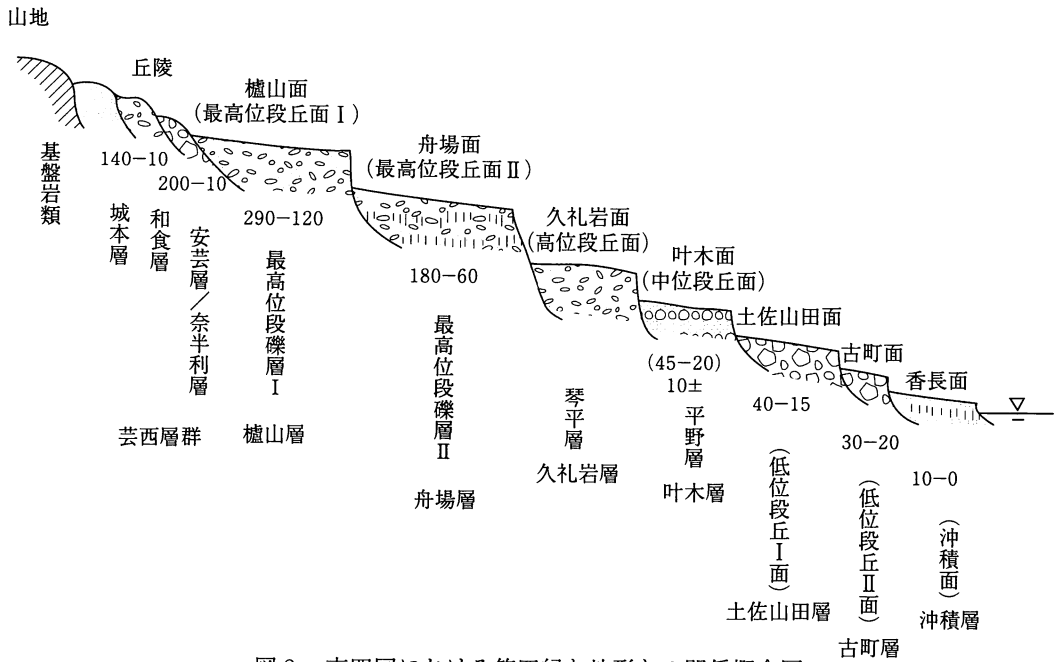 山地
丘陵
櫨山面
(最高位段丘面Ⅰ)
舟場面
(最高位段丘面Ⅱ)
久礼岩面
(高位段丘面)
叶木面
(中位段丘面)
土佐山田面
古町面
香長面
基盤岩類
140-10
200-10
290-120
180-60
(45-20)
10±
40-15
30-20
10-0
城本層
和食層
安芸層/奈半利層
最高位段礫層Ⅰ
最高位段礫層Ⅱ
琴平層
平野層
(低位段丘Ⅰ面)
(低位段丘Ⅱ面)
(沖積面)
芸西層群
櫨山層
舟場層
久礼岩層
叶木層
土佐山田層
古町層
沖積層